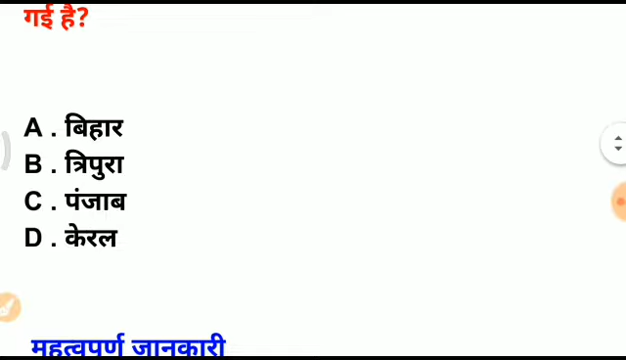 गई है?
A . बिहार
B . त्रिपुरा
C . पंजाब
D . केरल
महत्वपूर्ण जानकारी